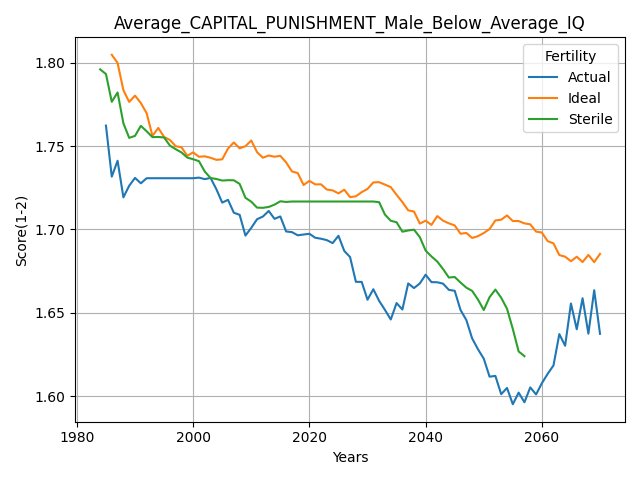 Average_CAPITAL_PUNISHMENT_Male_Below_Average_IQ
Fertility
Actual
Ideal
Sterile
Score(1-2)
1.80
1.75
1.70
1.65
1.60
1980
2000
2020
2040
2060
Years